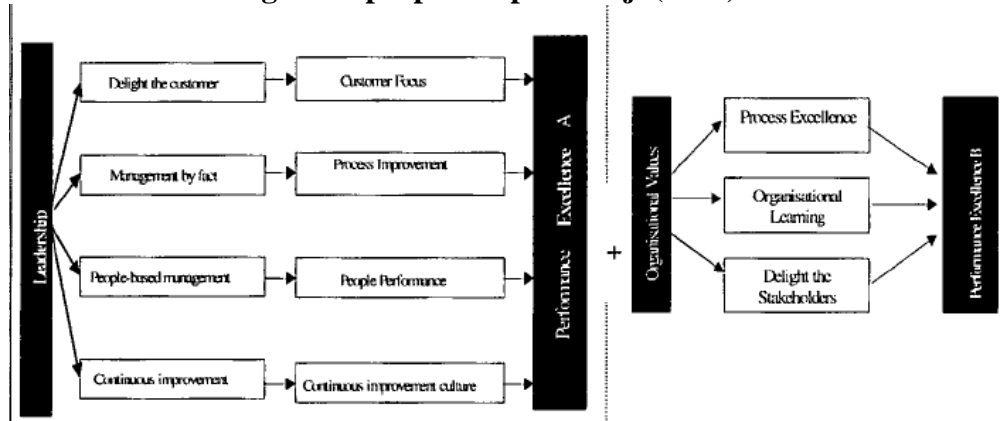 Leadership
Delight the customer
Customer Focus
Management by fact
Process Improvement
People-based management
People Performance
Continuous improvement
Continuous improvement culture
Performance Excellence A
+
Organisational Values
Process Excellence
Organisational
Learning
Delight the
Stakeholders
Performance Excellence B